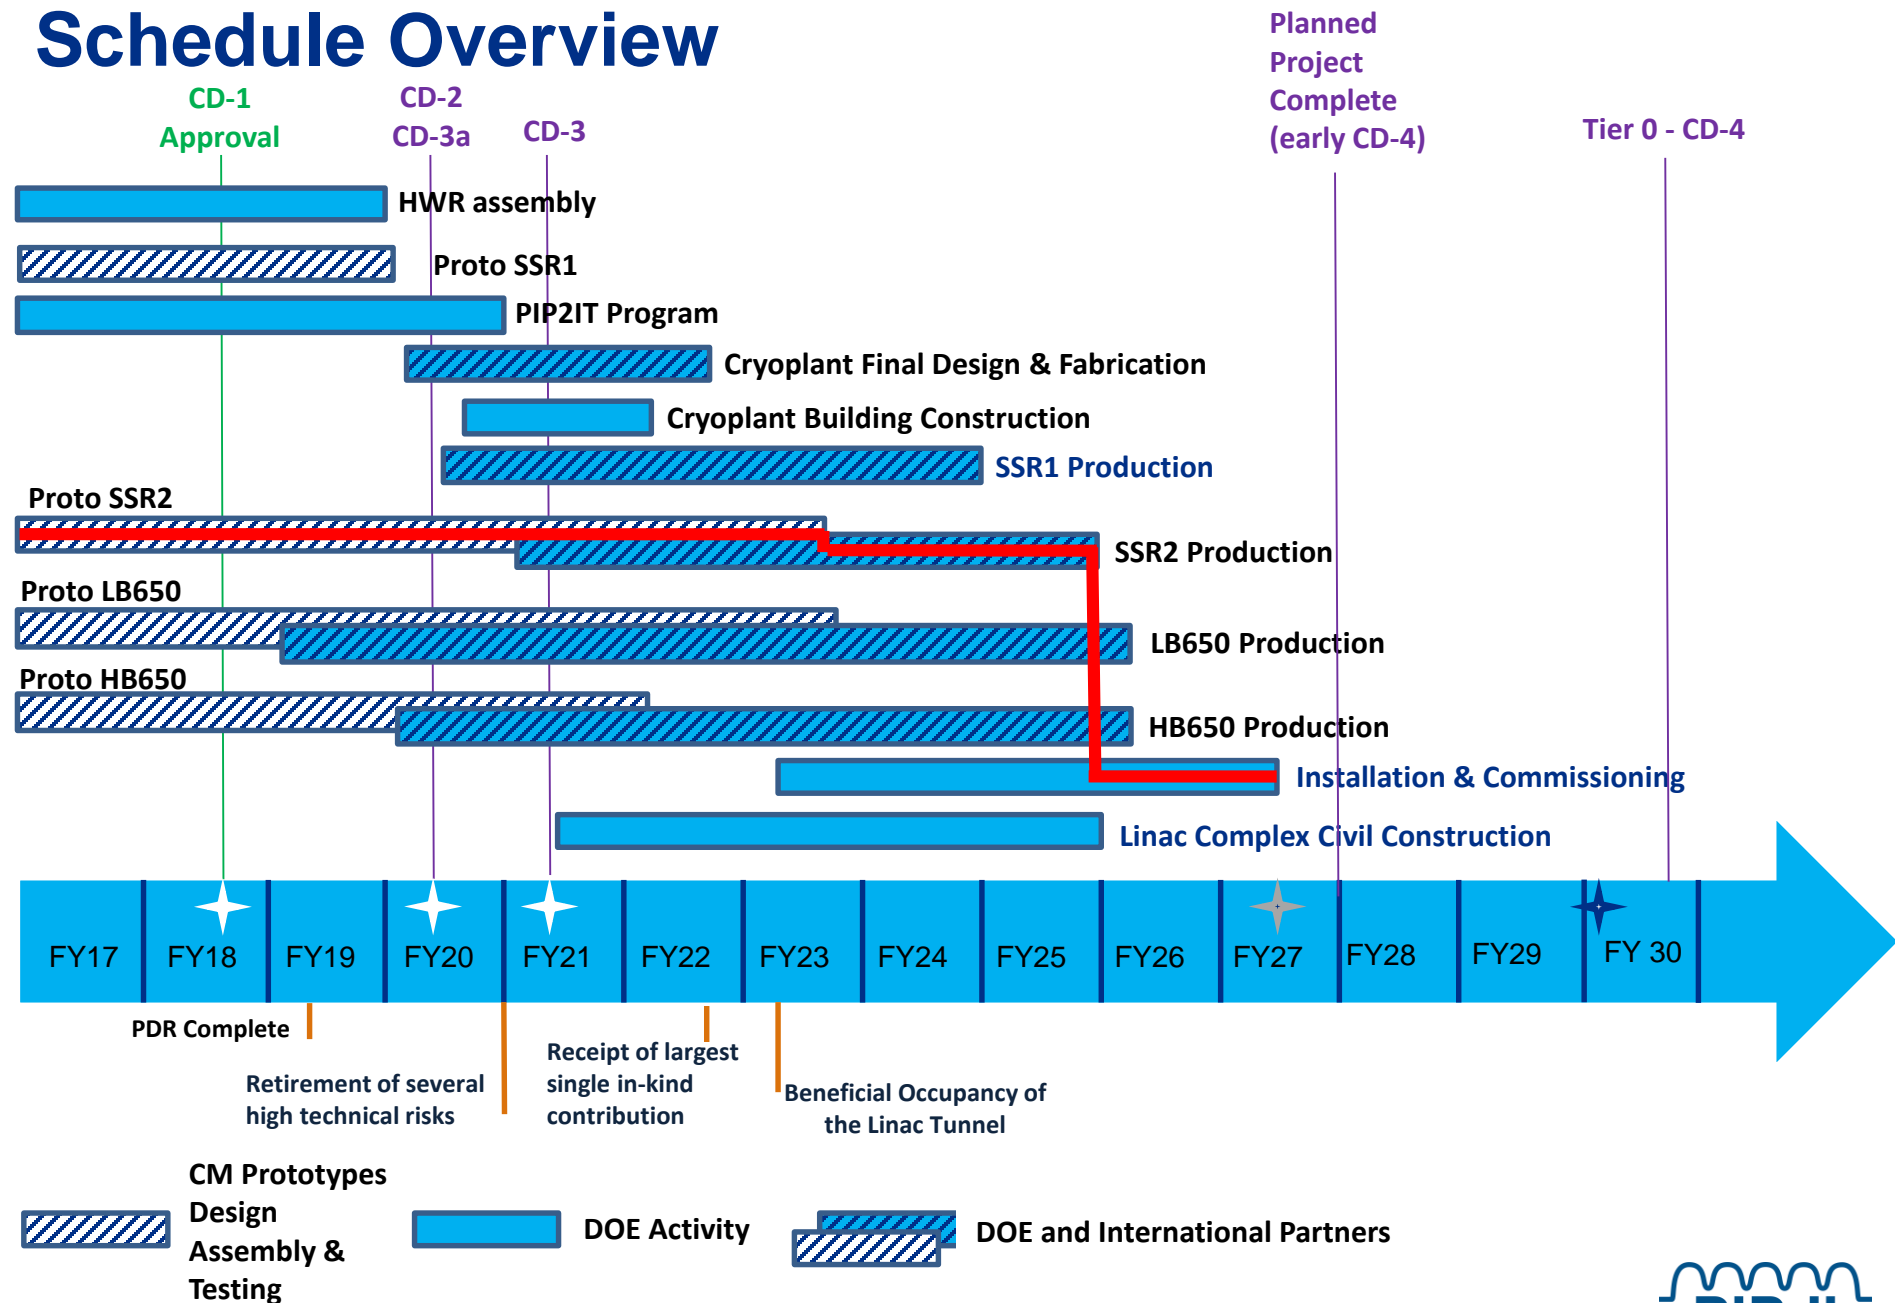 Schedule Overview
CD-1
Approval
CD-2
CD-3a
CD-3
Planned
Project
Complete
(early CD-4)
Tier 0 - CD-4
HWR assembly
Proto SSR1
PIP2IT Program
Cryoplant Final Design & Fabrication
Cryoplant Building Construction
SSR1 Production
Proto SSR2
SSR2 Production
Proto LB650
LB650 Production
Proto HB650
HB650 Production
Installation & Commissioning
Linac Complex Civil Construction
FY17 FY18 FY19 FY20 FY21 FY22 FY23 FY24 FY25 FY26 FY27 FY28 FY29 FY 30
PDR Complete
Retirement of several
high technical risks
Receipt of largest
single in-kind
contribution
Beneficial Occupancy of
the Linac Tunnel
CM Prototypes
Design
Assembly &
Testing
DOE Activity
DOE and International Partners